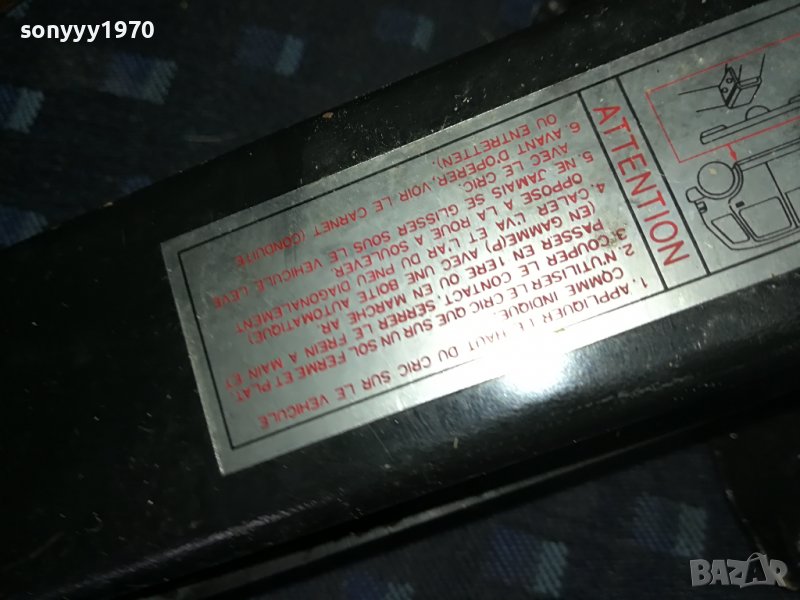 sonyyy1970
ATTENTION
1. APPLIQUER LE HAUT DU CRIC SUR LE VEHICULE
COMME INDIQUE.
2. N'UTILISER LE CRIC QUE SUR UN SOL FERME ET PLAT.
3. COUPER LE CONTACT. SERRER LE FREIN A MAIN ET
PASSER EN 1ERE OU MARCHE AR.
(EN GAMME(P) AVEC UNE BOITE AUTOMATIQUE)
4. CALER L'VA ET L'AR DU PNEU DIAGONALEMENT
OPPOSE A LA ROUE A SOULEVER.
5. NE JAMAIS SE GLISSER SOUS LE VEHICULE LEVE
AVEC LE CRIC.
6. AVANT D'OPERER, VOIR LE CARNET (CONDUITE
OU ENTRETTEN).
BAZAR